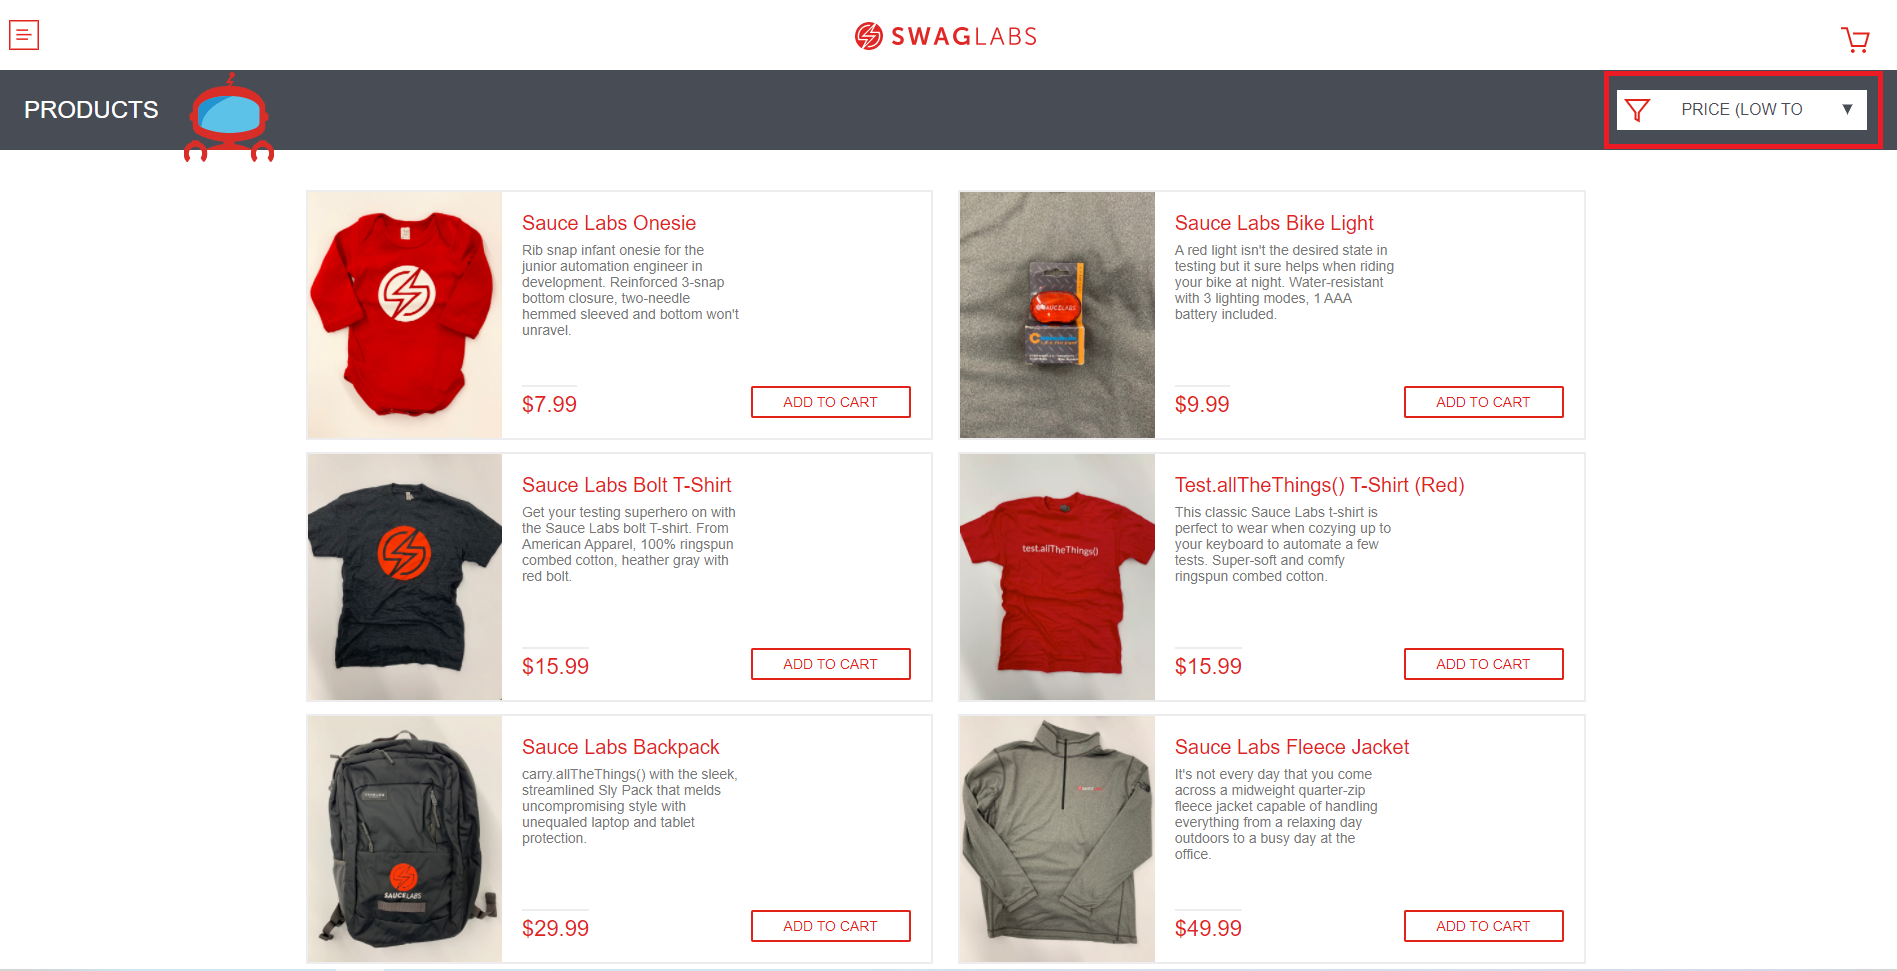 SWAGLABS
PRODUCTS
PRICE (LOW TO
Sauce Labs Onesie
Rib snap infant onesie for the
junior automation engineer in
development. Reinforced 3-snap
bottom closure, two-needle
hemmed sleeved and bottom won't
unravel.
$7.99
ADD TO CART
SAUCELABS
Sauce Labs Bike Light
A red light isn't the desired state in
testing but it sure helps when riding
your bike at night. Water-resistant
with 3 lighting modes, 1 AAA
battery included.
$9.99
ADD TO CART
Sauce Labs Bolt T-Shirt
Get your testing superhero on with
the Sauce Labs bolt T-shirt. From
American Apparel, 100% ringspun
combed cotton, heather gray with
red bolt.
$15.99
ADD TO CART
test.allTheThings()
Test.allTheThings() T-Shirt (Red)
This classic Sauce Labs t-shirt is
perfect to wear when cozying up to
your keyboard to automate a few
tests. Super-soft and comfy
ringspun combed cotton.
$15.99
ADD TO CART
SAUCELABS
Sauce Labs Backpack
carry.allTheThings() with the sleek,
streamlined Sly Pack that melds
uncompromising style with
unequaled laptop and tablet
protection.
$29.99
ADD TO CART
Sauce Labs Fleece Jacket
It's not every day that you come
across a midweight quarter-zip
fleece jacket capable of handling
everything from a relaxing day
outdoors to a busy day at the
office.
$49.99
ADD TO CART